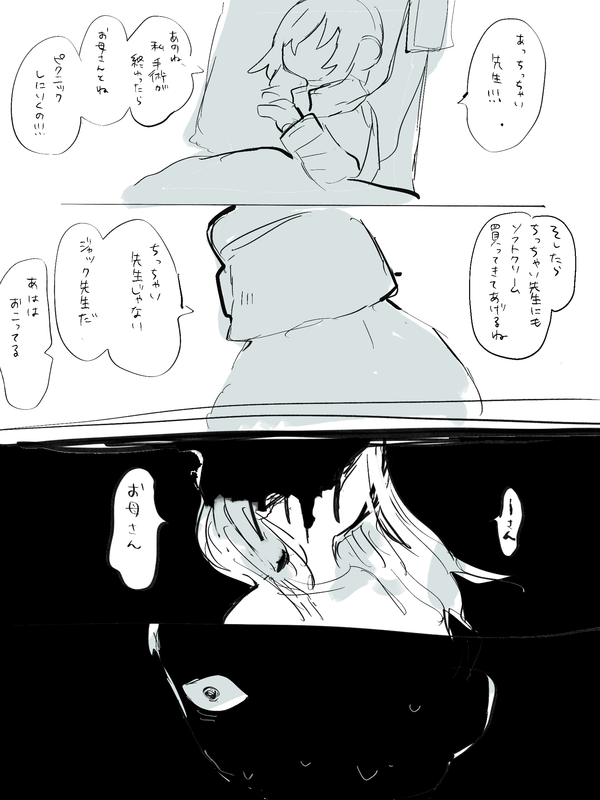 あっちっちゃい
先生!!!
あのね
私 手術が
終わったら
お母さんとね
ピクニック
しにいくの!!!
そしたら
ちっちゃい先生にも
ソフトクリーム
買ってきてあげるね
ちっちゃい
先生じゃない
ジャック先生だ
あはは
おこってる
ーさん
お母さん